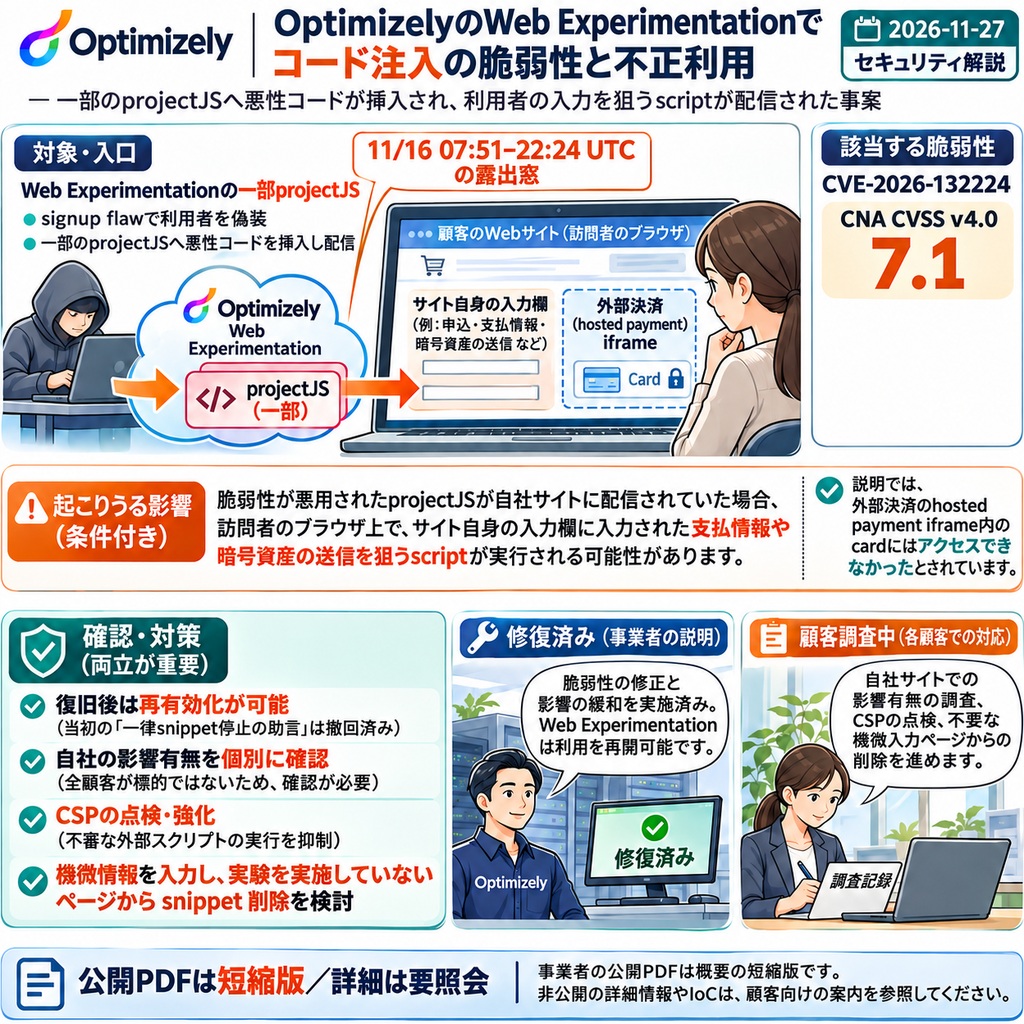 Optimizely
OptimizelyのWeb Experimentationで
コード注入の脆弱性と不正利用
2026-11-27
セキュリティ解説
— 一部のprojectJSへ悪性コードが挿入され、利用者の入力を狙うscriptが配信された事案
対象・入口
Web Experimentationの一部projectJS
signup flawで利用者を偽装
一部のprojectJSへ悪性コードを挿入し配信
11/16 07:51–22:24 UTC
の露出窓
Optimizely
Web
Experimentation
</> projectJS
(一部)
顧客のWebサイト(訪問者のブラウザ)
サイト自身の入力欄
(例:申込・支払情報・
暗号資産の送信 など)
外部決済
(hosted payment)
iframe
Card
該当する脆弱性
CVE-2026-132224
CNA CVSS v4.0
7.1
起こりうる影響
(条件付き)
脆弱性が悪用されたprojectJSが自社サイトに配信されていた場合、
訪問者のブラウザ上で、サイト自身の入力欄に入力された支払情報や
暗号資産の送信を狙うscriptが実行される可能性があります。
説明では、
外部決済のhosted
payment iframe内の
cardにはアクセスでき
なかったとされています。
確認・対策
(両立が重要)
復旧後は再有効化が可能
(当初の「一律snippet停止の助言」は撤回済み)
自社の影響有無を個別に確認
(全顧客が標的ではないため、確認が必要)
CSPの点検・強化
(不審な外部スクリプトの実行を抑制)
機微情報を入力し、実験を実施していない
ページから snippet 削除を検討
修復済み(事業者の説明)
脆弱性の修正と
影響の緩和を実施済み。
Web Experimentation
は利用を再開可能です。
Optimizely
修復済み
顧客調査中(各顧客での対応)
自社サイトでの
影響有無の調査、
CSPの点検、不要な
機微入力ページからの
削除を進めます。
調査記録
公開PDFは短縮版/詳細は要照会
事業者の公開PDFは概要の短縮版です。
非公開の詳細情報やIoCは、顧客向けの案内を参照してください。